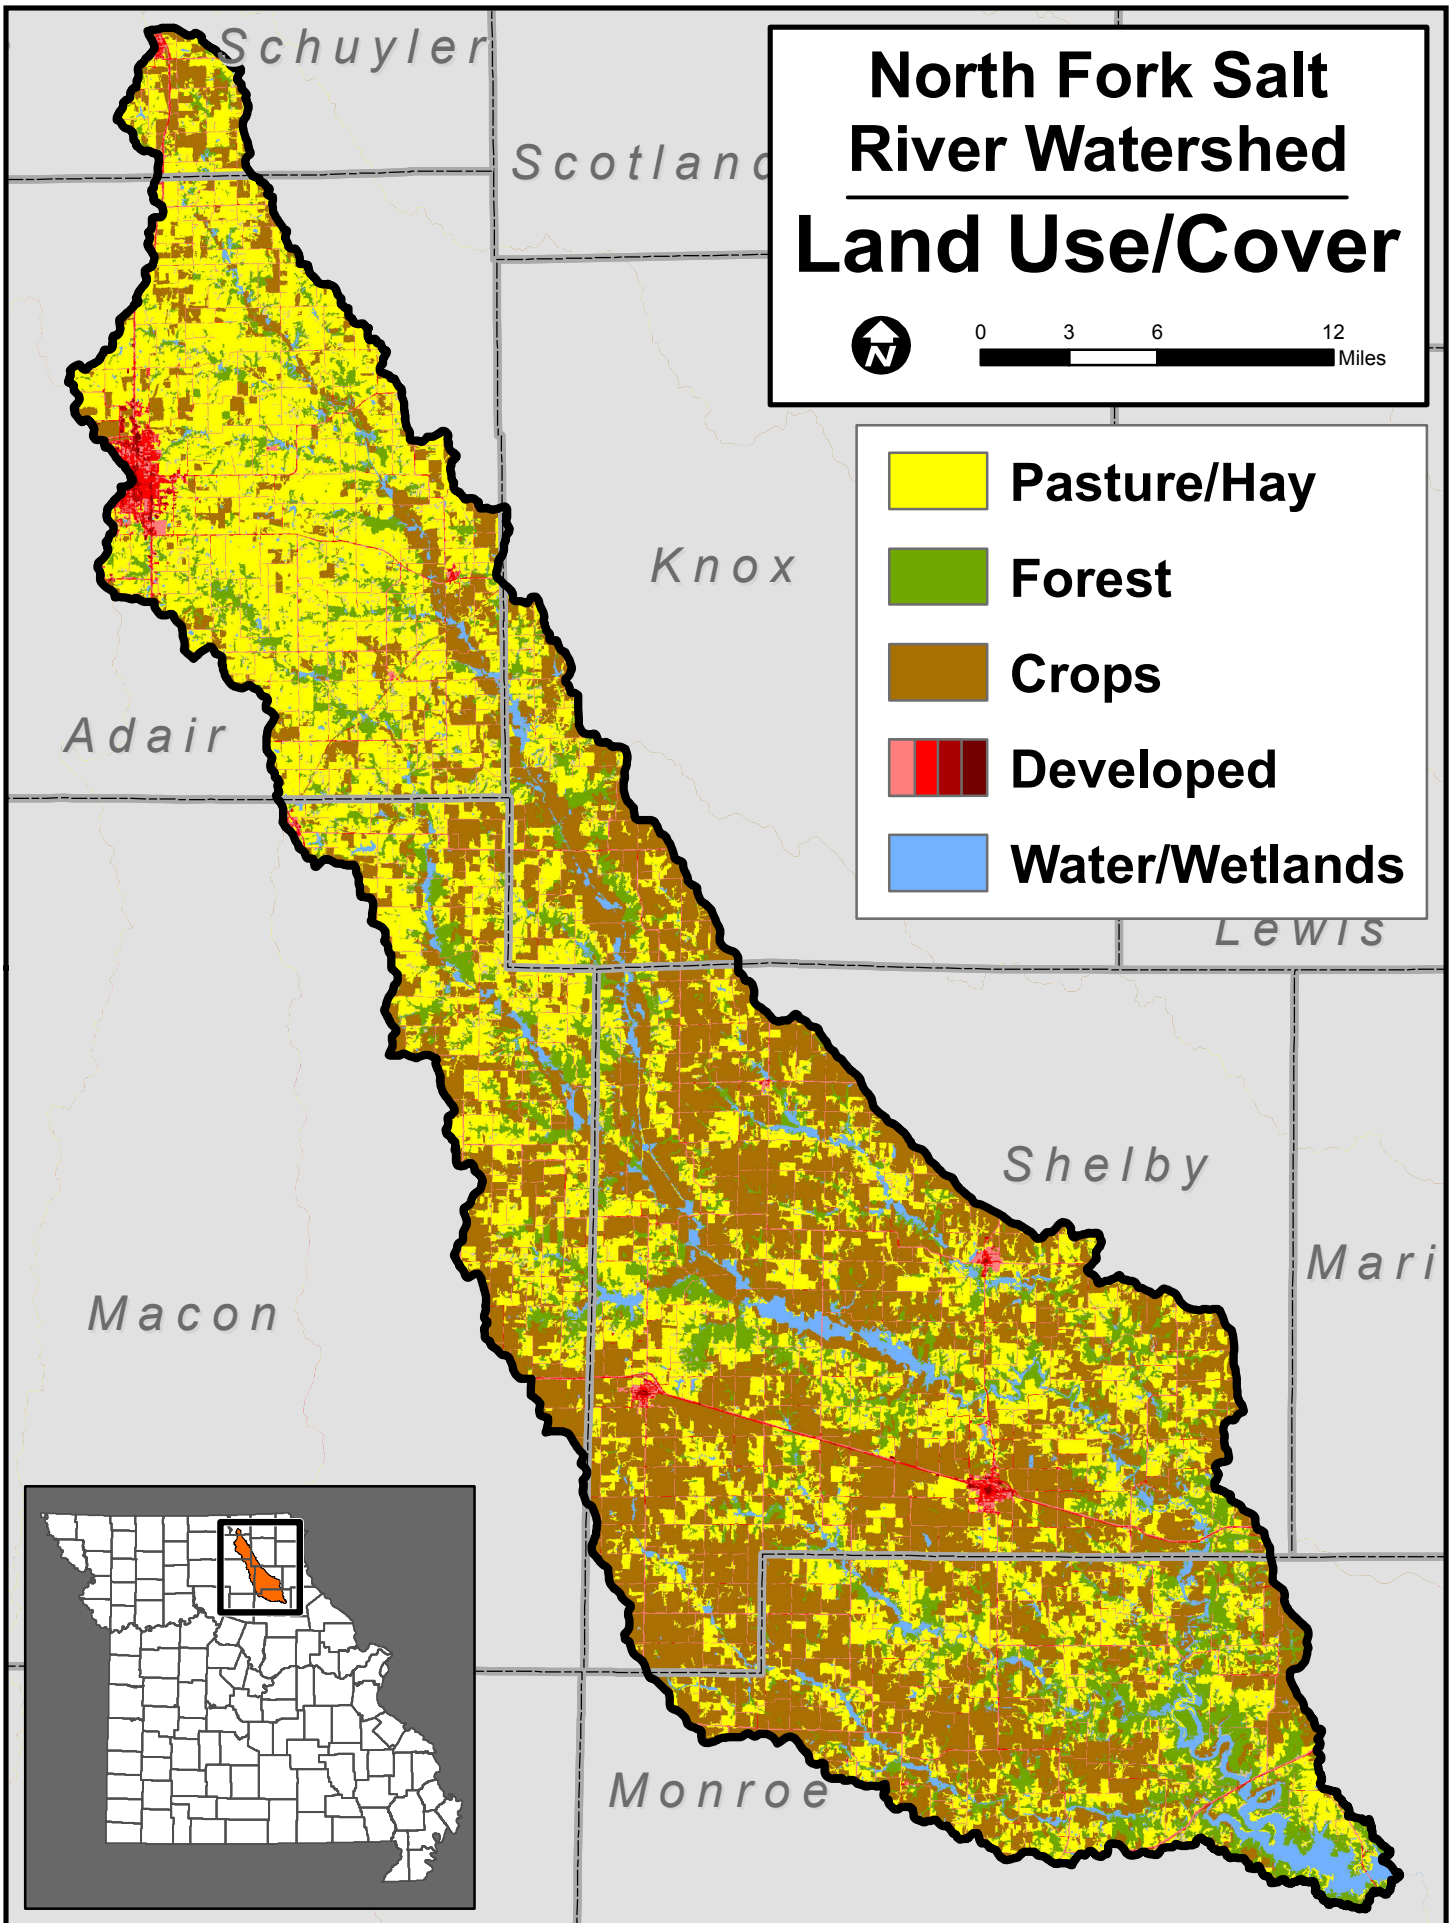 Schuyler
Scotland
North Fork Salt
River Watershed
Land Use/Cover
N
0 3 6 12
Miles
Pasture/Hay
Forest
Crops
Developed
Water/Wetlands
Knox
Adair
Lewis
Shelby
Mari
Macon
Monroe